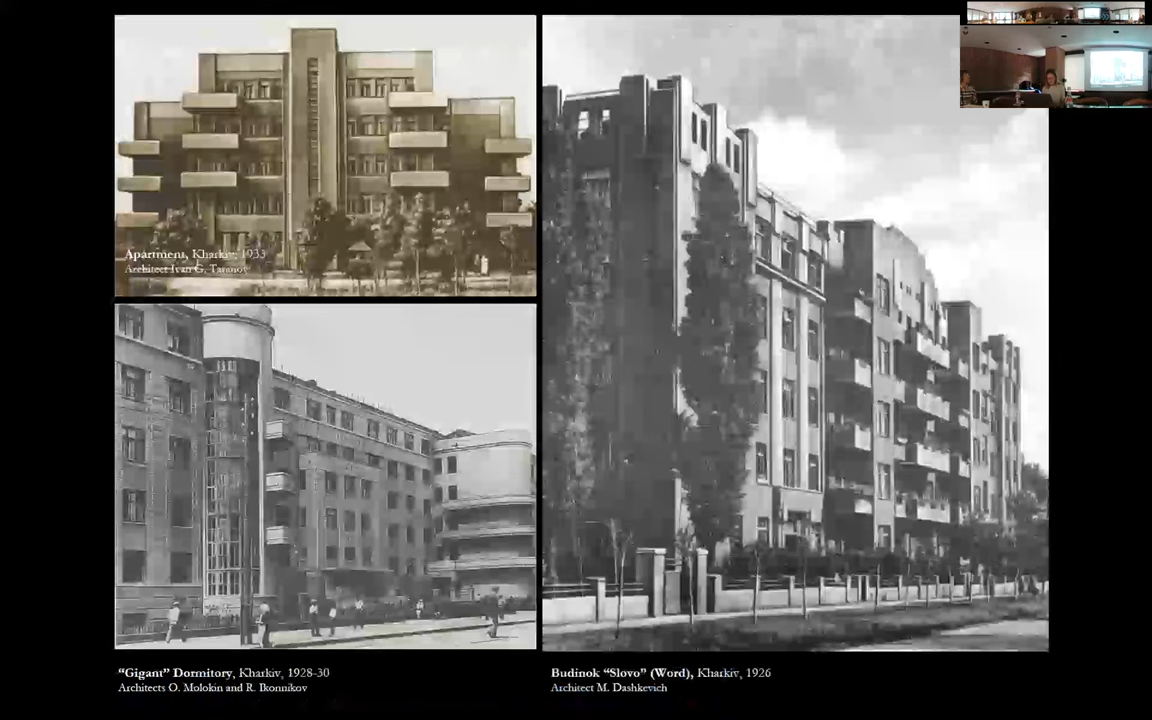 Apartment, Kharkiv, 1933
Architect Ivan G. Taranov
“Gigant” Dormitory, Kharkiv, 1928-30
Architects O. Molokin and R. Ikonnikov
Budinok “Slovo” (Word), Kharkiv, 1926
Architect M. Dashkevich